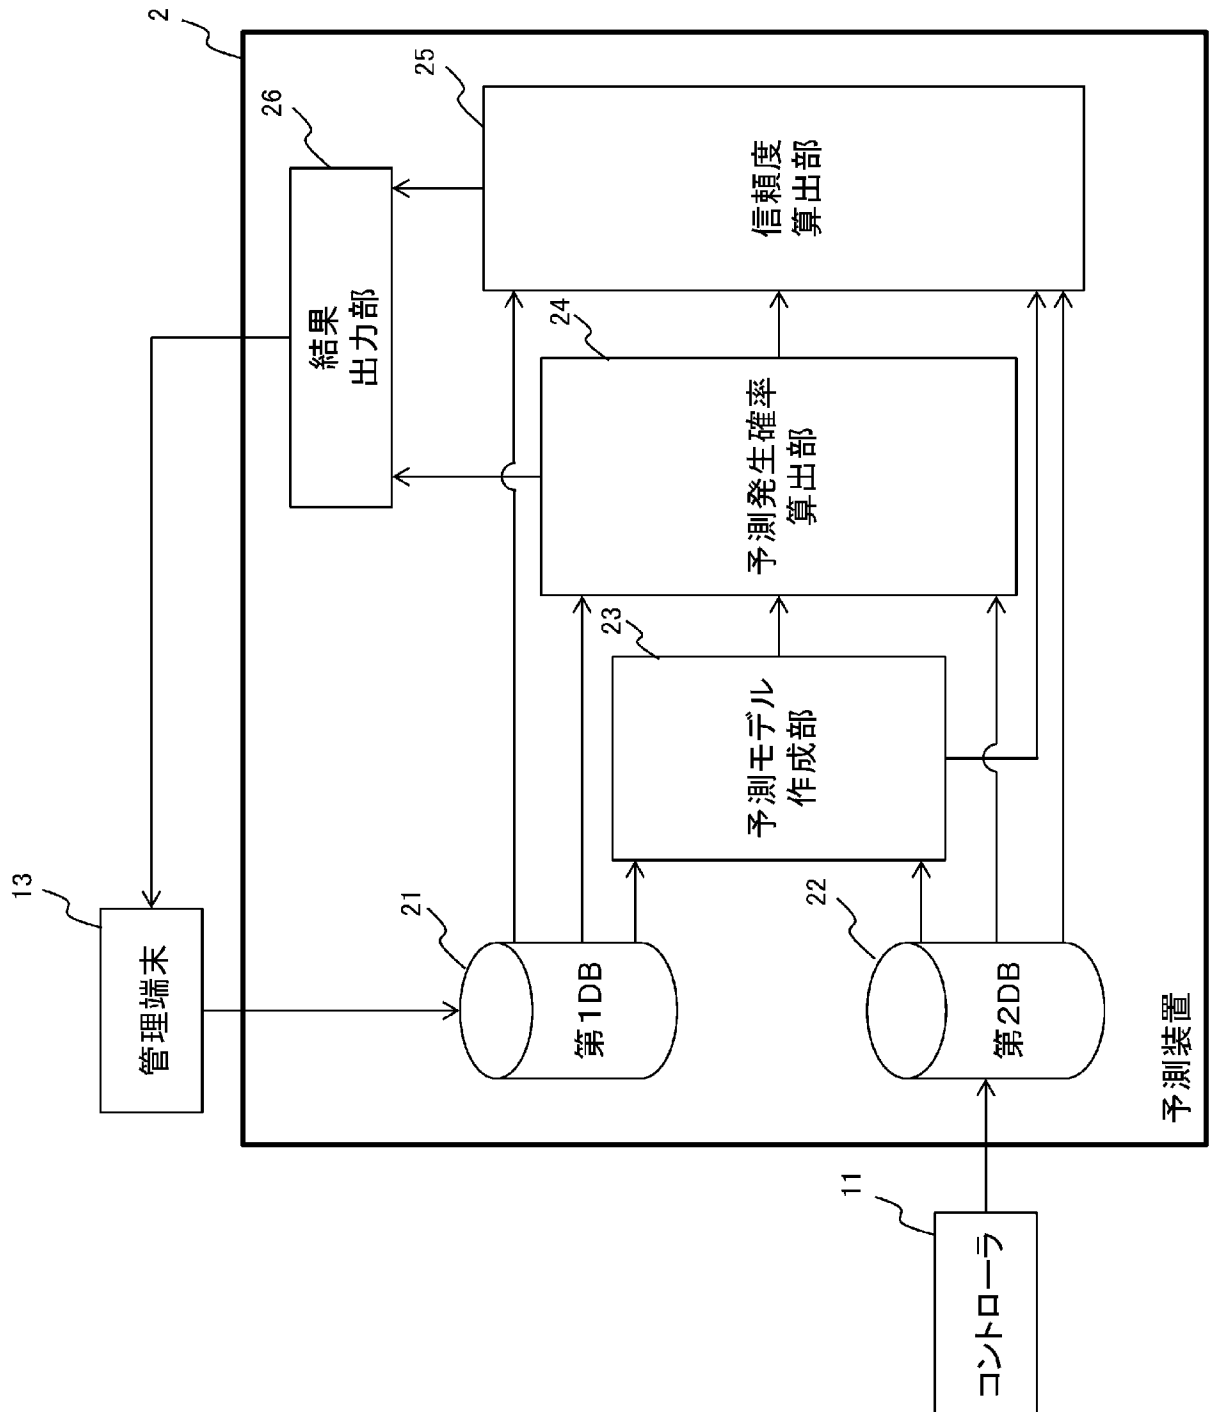 2
25
26
信頼度
算出部
結果
出力部
24
予測発生確率
算出部
23
予測モデル
作成部
13
管理端末
21
第1DB
22
第2DB
予測装置
11
コントローラ